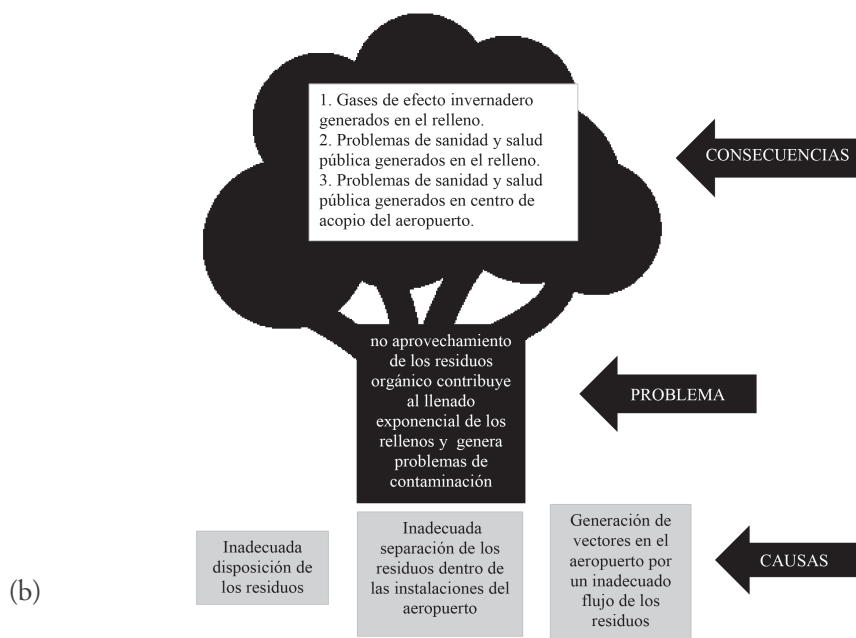 1. Gases de efecto invernadero
generados en el relleno.
2. Problemas de sanidad y salud
pública generados en el relleno.
3. Problemas de sanidad y salud
pública generados en centro de
acopio del aeropuerto.
CONSECUENCIAS
no aprovechamiento
de los residuos
orgánico contribuye
al llenado
exponencial de los
rellenos y genera
problemas de
contaminación
PROBLEMA
Inadecuada
disposición de
los residuos
Inadecuada
separación de los
residuos dentro de
las instalaciones del
aeropuerto
Generación de
vectores en el
aeropuerto por
un inadecuado
flujo de los
residuos
CAUSAS
(b)